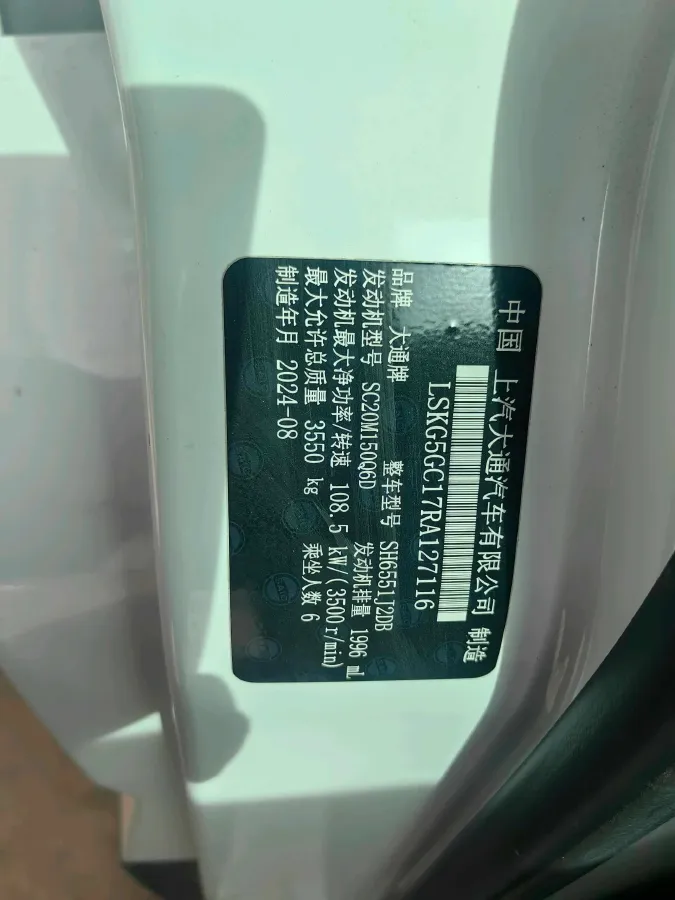 中国 上汽大通汽车有限公司 制造
LSKG5GC17RA127116
品牌 大通牌 整车型号 SH6551J2DB
发动机型号 SC20M150Q6D 发动机排量 1996 mL
发动机最大净功率/转速 108.5 kW/(3500r/min)
最大允许总质量 3550 kg 乘坐人数 6
制造年月 2024-08